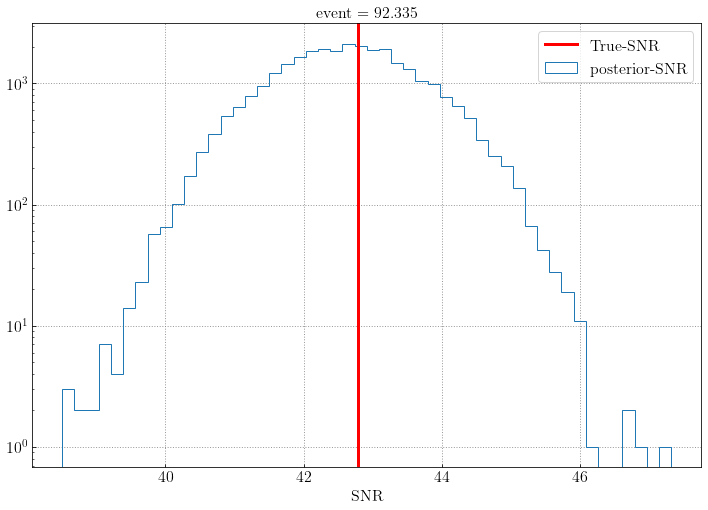 event = 92.335
True-SNR
posterior-SNR
10^3
10^2
10^1
10^0
40
42
44
46
SNR